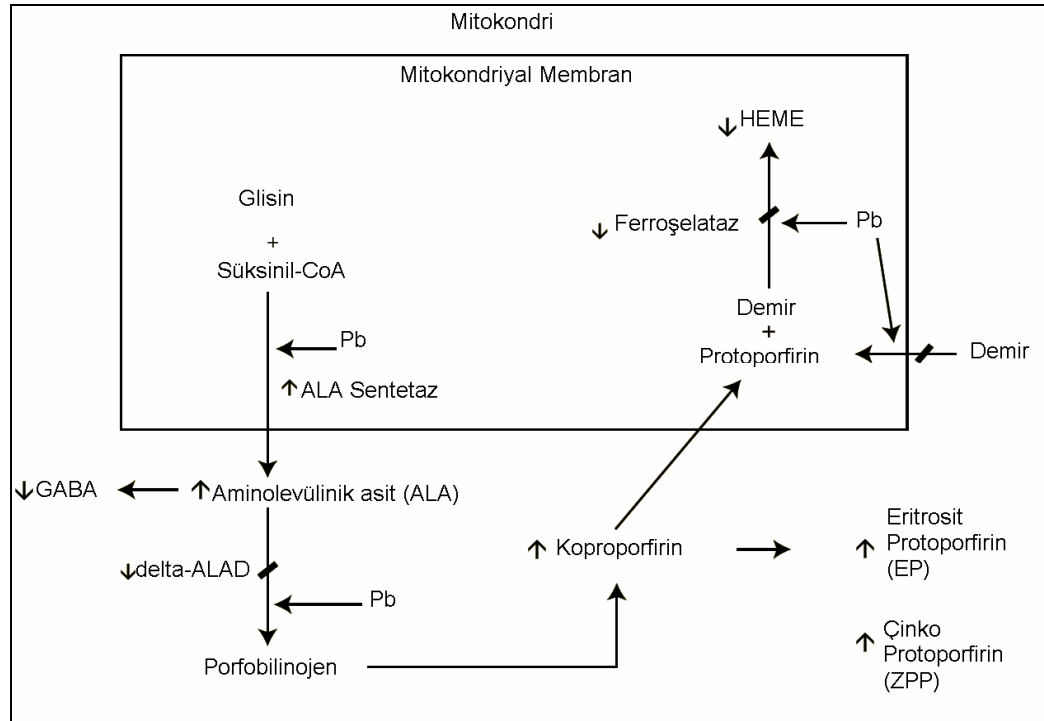 Mitokondri
Mitokondriyal Membran
↓ HEME
Glisin
+
Süksinil-CoA
↓ Ferroşelataz
Pb
Pb
↑ ALA Sentetaz
Demir
+
Protoporfirin
Demir
↓ GABA
↑ Aminolevülinik asit (ALA)
↓ delta-ALAD
Pb
Porfobilinojen
↑ Koproporfirin
↑ Eritrosit
Protoporfirin
(EP)
↑ Çinko
Protoporfirin
(ZPP)